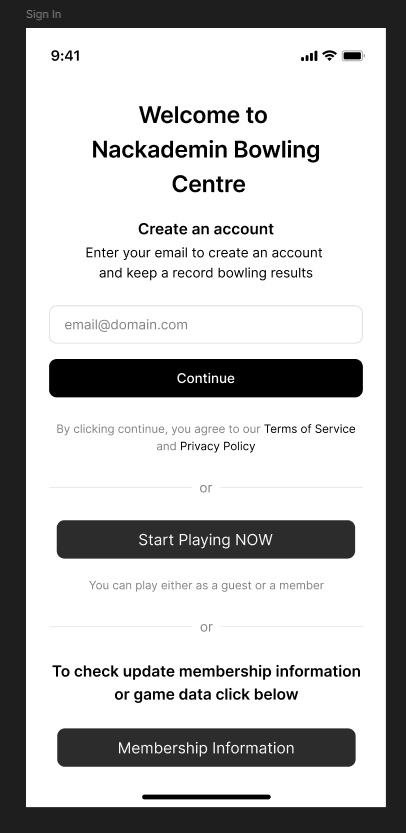 Sign In
9:41
Welcome to
Nackademin Bowling
Centre
Create an account
Enter your email to create an account
and keep a record bowling results
email@domain.com
Continue
By clicking continue, you agree to our Terms of Service
and Privacy Policy
or
Start Playing NOW
You can play either as a guest or a member
or
To check update membership information
or game data click below
Membership Information